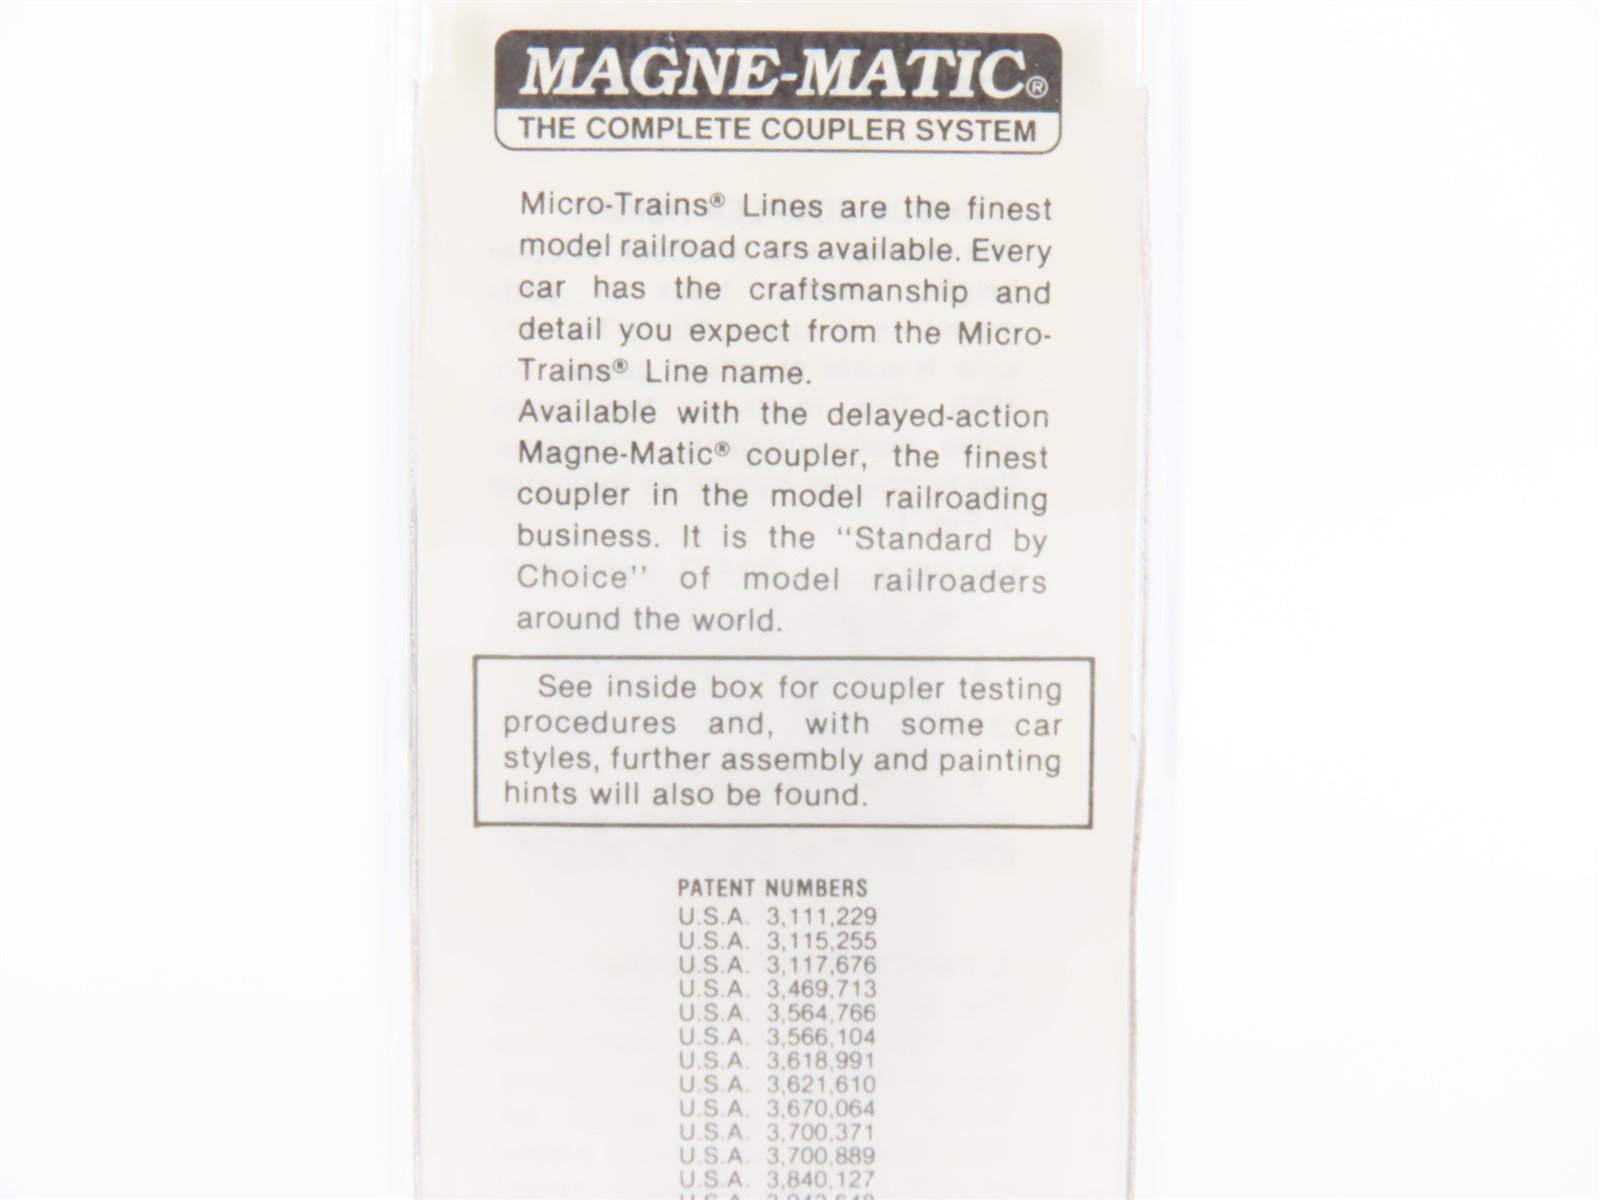 MAGNE-MATIC®
THE COMPLETE COUPLER SYSTEM
Micro-Trains® Lines are the finest
model railroad cars available. Every
car has the craftsmanship and
detail you expect from the Micro-
Trains® Line name.
Available with the delayed-action
Magne-Matic® coupler, the finest
coupler in the model railroading
business. It is the “Standard by
Choice” of model railroaders
around the world.
See inside box for coupler testing
procedures and, with some car
styles, further assembly and painting
hints will also be found.
PATENT NUMBERS
U.S.A. 3,111,229
U.S.A. 3,115,255
U.S.A. 3,117,676
U.S.A. 3,469,713
U.S.A. 3,564,766
U.S.A. 3,566,104
U.S.A. 3,618,991
U.S.A. 3,621,610
U.S.A. 3,670,064
U.S.A. 3,700,371
U.S.A. 3,700,889
U.S.A. 3,840,127
U.S.A.